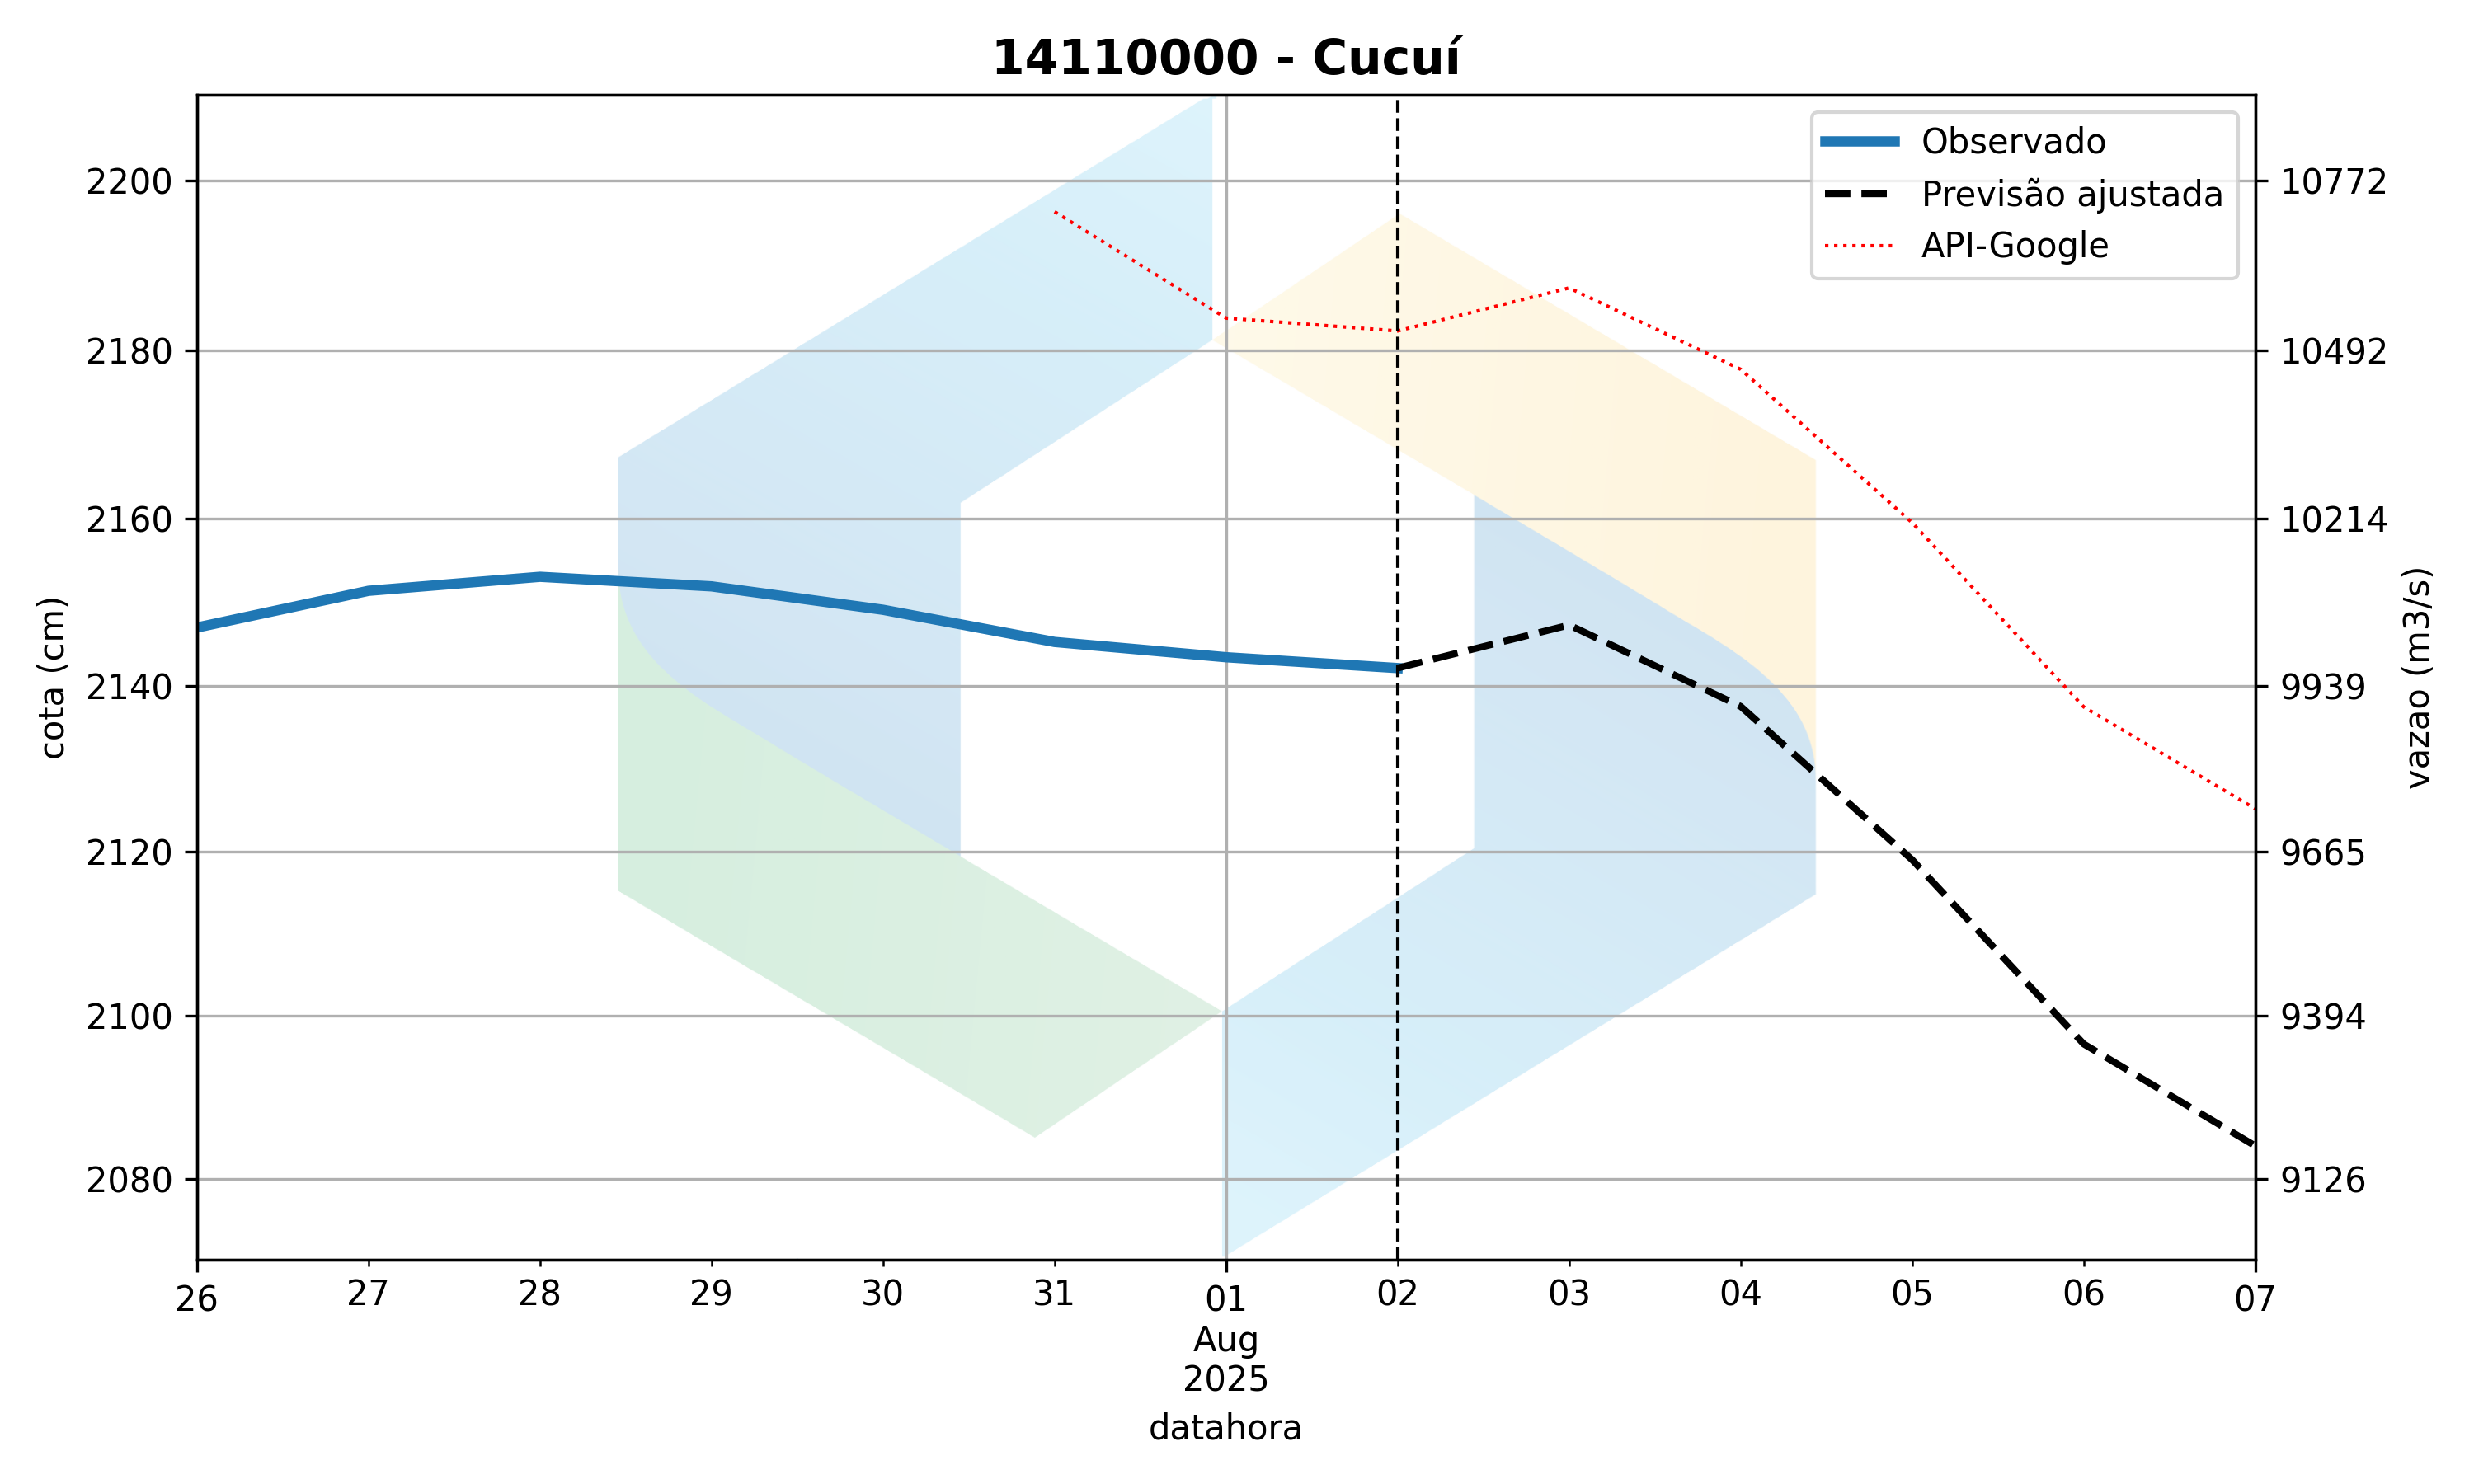 14110000 - Cucuí
Observado
Previsão ajustada
API-Google
2200
2180
2160
2140
2120
2100
2080
cota (cm)
10772
10492
10214
9939
9665
9394
9126
vazao (m3/s)
26 27 28 29 30 31 01 02 03 04 05 06 07
Aug
2025
datahora